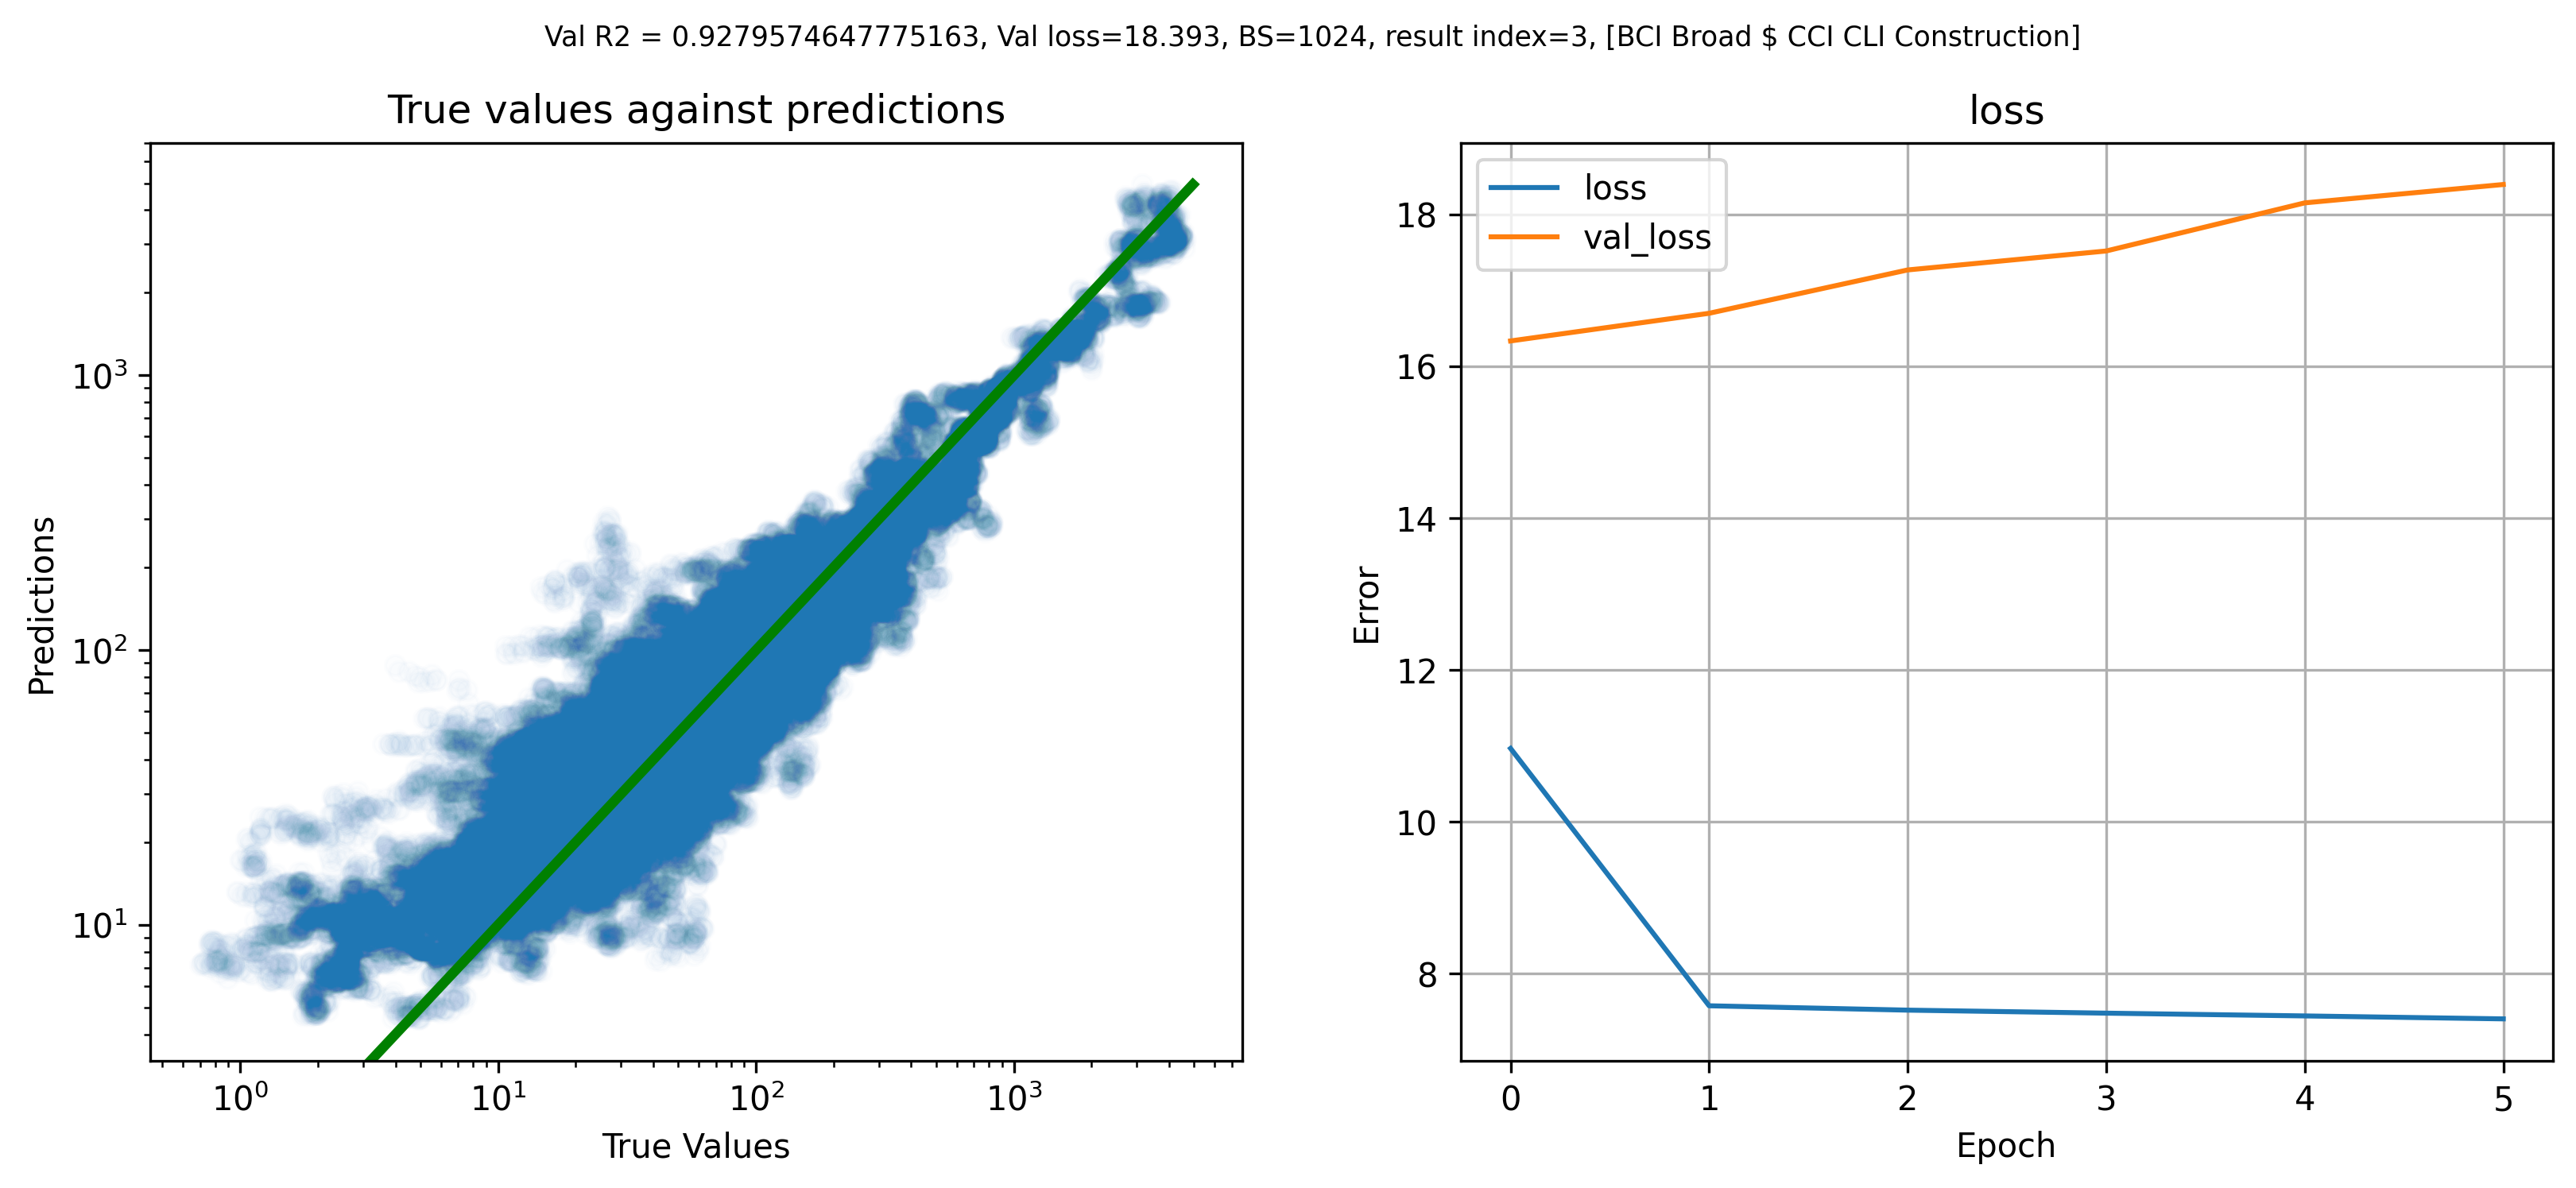 Val R2 = 0.9279574647775163, Val loss=18.393, BS=1024, result index=3, [BCI Broad $ CCI CLI Construction]
True values against predictions
Predictions
10³
10²
10¹
10⁰ 10¹ 10² 10³
True Values
loss
loss
val_loss
Error
18
16
14
12
10
8
0 1 2 3 4 5
Epoch